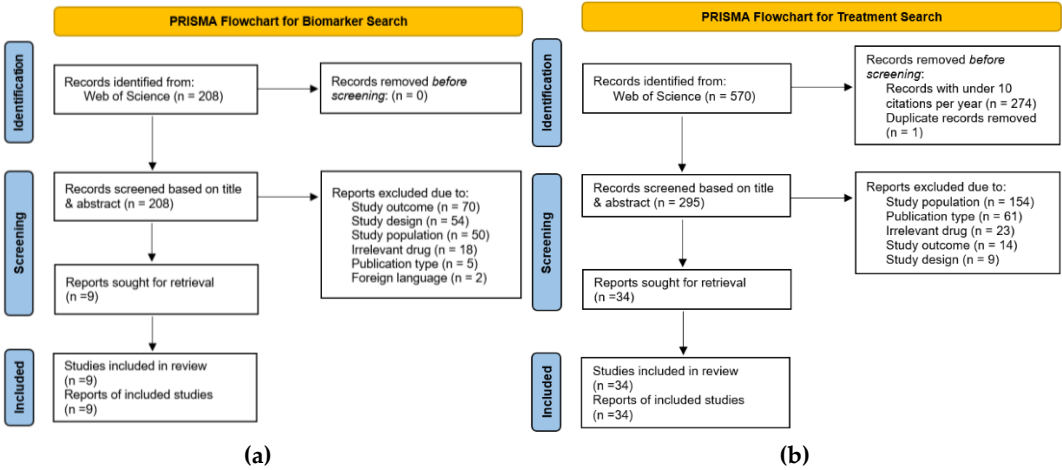 PRISMA Flowchart for Biomarker Search
Identification
Records identified from:
Web of Science (n = 208)
Records removed before
screening: (n = 0)
Screening
Records screened based on title
& abstract (n = 208)
Reports excluded due to:
Study outcome (n = 70)
Study design (n = 54)
Study population (n = 50)
Irrelevant drug (n = 18)
Publication type (n = 5)
Foreign language (n = 2)
Reports sought for retrieval
(n =9)
Included
Studies included in review
(n =9)
Reports of included studies
(n =9)
(a)
PRISMA Flowchart for Treatment Search
Identification
Records identified from:
Web of Science (n = 570)
Records removed before
screening:
Records with under 10
citations per year (n = 274)
Duplicate records removed
(n = 1)
Screening
Records screened based on title
& abstract (n = 295)
Reports excluded due to:
Study population (n = 154)
Publication type (n = 61)
Irrelevant drug (n = 23)
Study outcome (n = 14)
Study design (n = 9)
Reports sought for retrieval
(n =34)
Included
Studies included in review
(n =34)
Reports of included studies
(n =34)
(b)